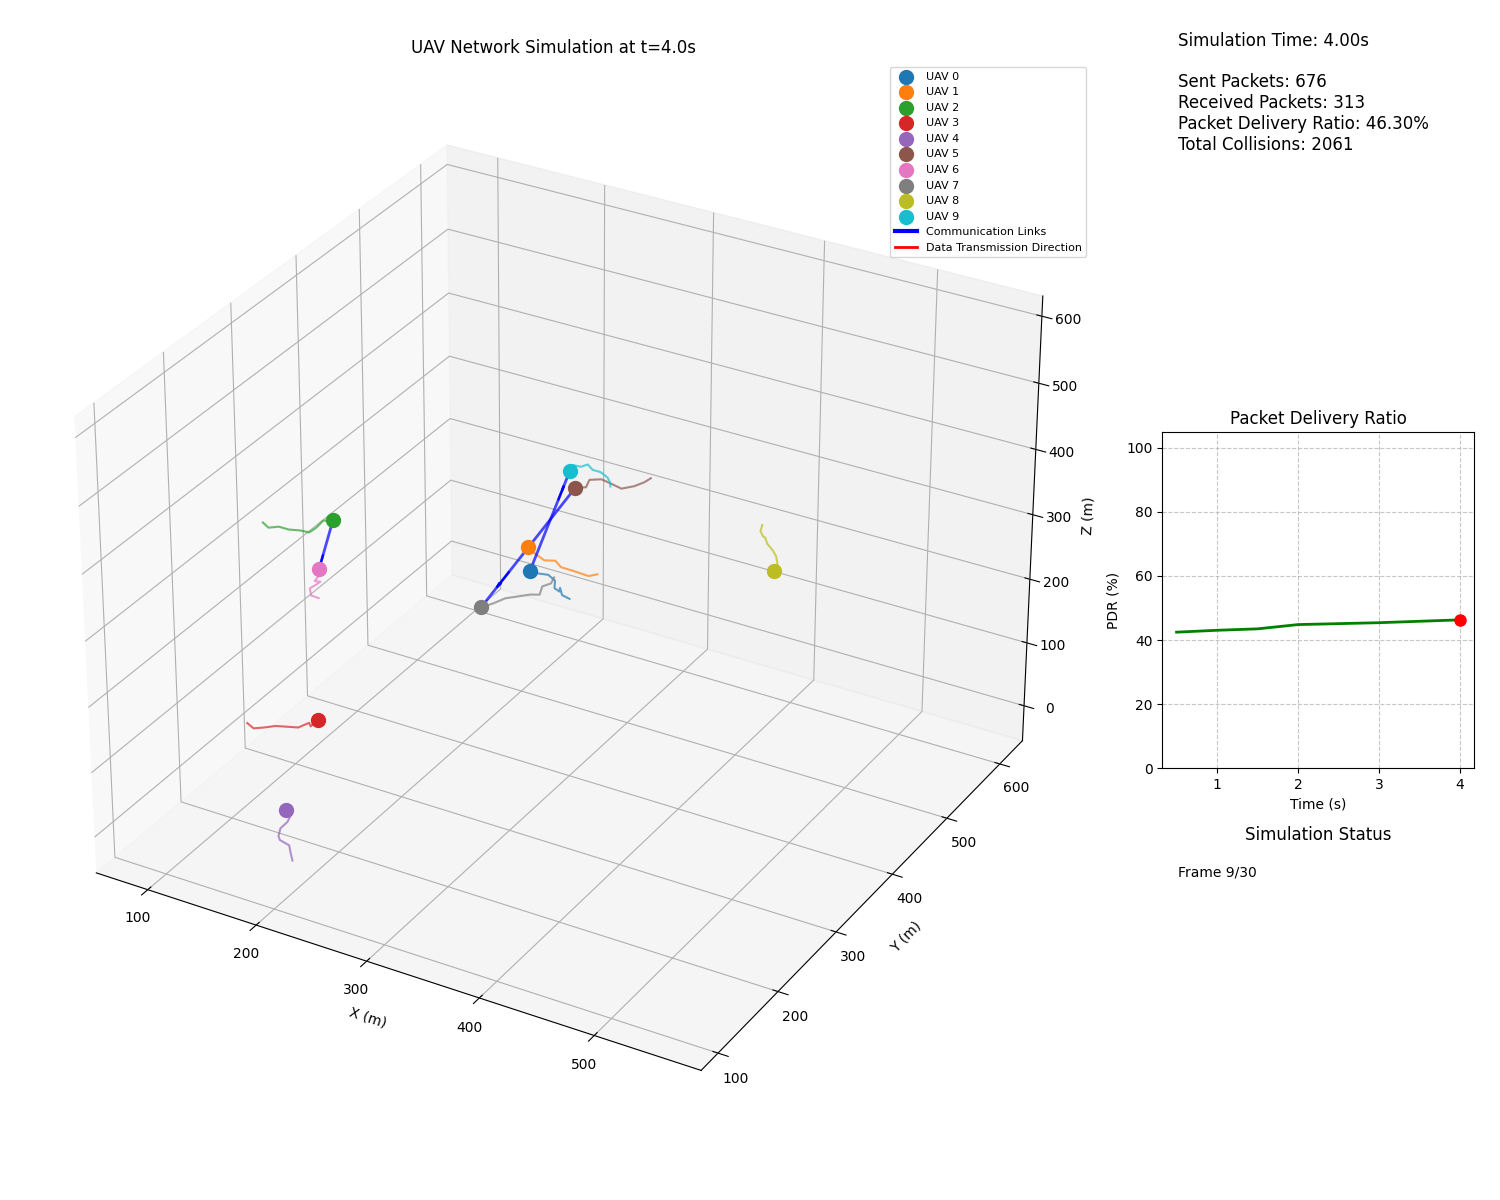 UAV Network Simulation at t=4.0s
UAV 0
UAV 1
UAV 2
UAV 3
UAV 4
UAV 5
UAV 6
UAV 7
UAV 8
UAV 9
Communication Links
Data Transmission Direction
Simulation Time: 4.00s
Sent Packets: 676
Received Packets: 313
Packet Delivery Ratio: 46.30%
Total Collisions: 2061
600
500
400
300
200
100
0
Z (m)
600
500
400
300
200
100
Y (m)
100
200
300
400
500
X (m)
Packet Delivery Ratio
100
80
60
40
20
0
PDR (%)
1
2
3
4
Time (s)
Simulation Status
Frame 9/30